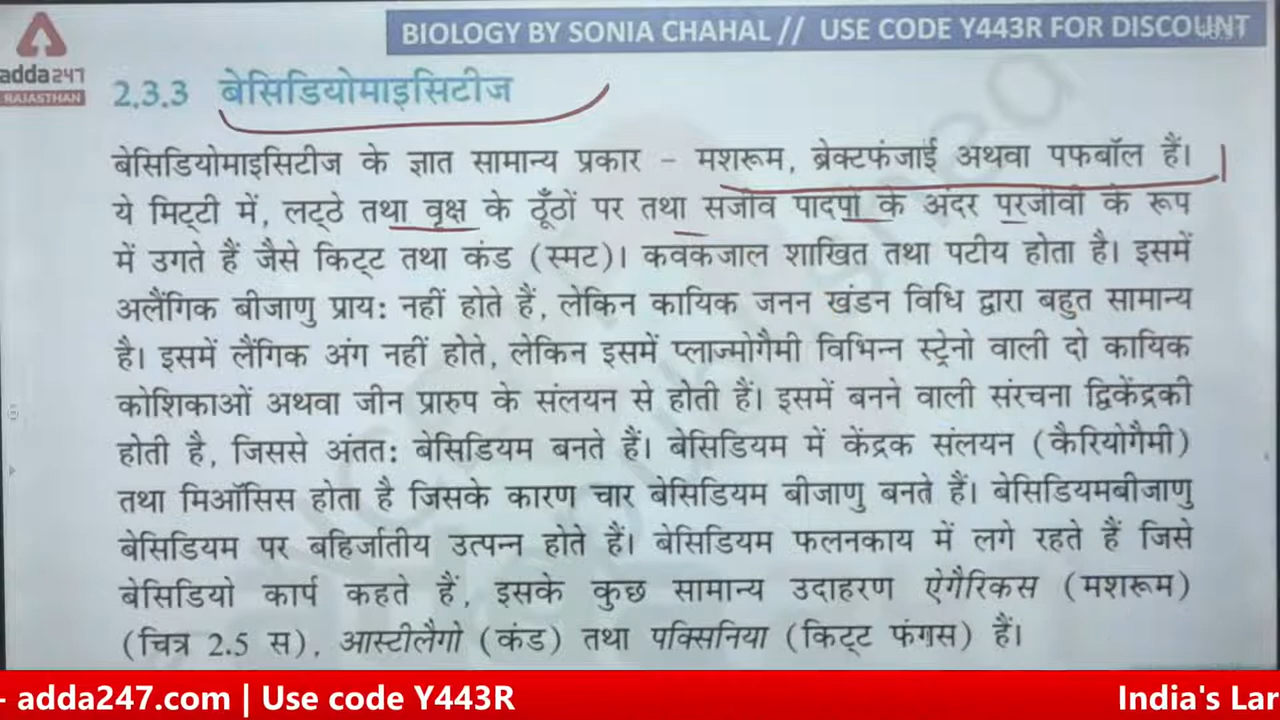 BIOLOGY BY SONIA CHAHAL // USE CODE Y443R FOR DISCOUNT
adda247
RAJASTHAN
2.3.3 बेसिडियोमाइसिटीज
बेसिडियोमाइसिटीज के ज्ञात सामान्य प्रकार - मशरूम, ब्रेक्टफंजाई अथवा पफबॉल हैं।
ये मिट्टी में, लट्ठे तथा वृक्ष के ठूँठों पर तथा सजीव पादपों के अंदर परजीवी के रूप
में उगते हैं जैसे किट्ट तथा कंड (स्मट)। कवकजाल शाखित तथा पटीय होता है। इसमें
अलैंगिक बीजाणु प्रायः नहीं होते हैं, लेकिन कायिक जनन खंडन विधि द्वारा बहुत सामान्य
है। इसमें लैंगिक अंग नहीं होते, लेकिन इसमें प्लाज्मोगैमी विभिन्न स्ट्रेनो वाली दो कायिक
कोशिकाओं अथवा जीन प्रारुप के संलयन से होती हैं। इसमें बनने वाली संरचना द्विकेंद्रकी
होती है, जिससे अंततः बेसिडियम बनते हैं। बेसिडियम में केंद्रक संलयन (कैरियोगैमी)
तथा मिऑसिस होता है जिसके कारण चार बेसिडियम बीजाणु बनते हैं। बेसिडियमबीजाणु
बेसिडियम पर बहिर्जातीय उत्पन्न होते हैं। बेसिडियम फलनकाय में लगे रहते हैं जिसे
बेसिडियो कार्प कहते हैं, इसके कुछ सामान्य उदाहरण ऐगैरिकस (मशरूम)
(चित्र 2.5 स), आस्टीलैगो (कंड) तथा पक्सिनिया (किट्ट फंगस) हैं।
- adda247.com | Use code Y443R
India's Lar